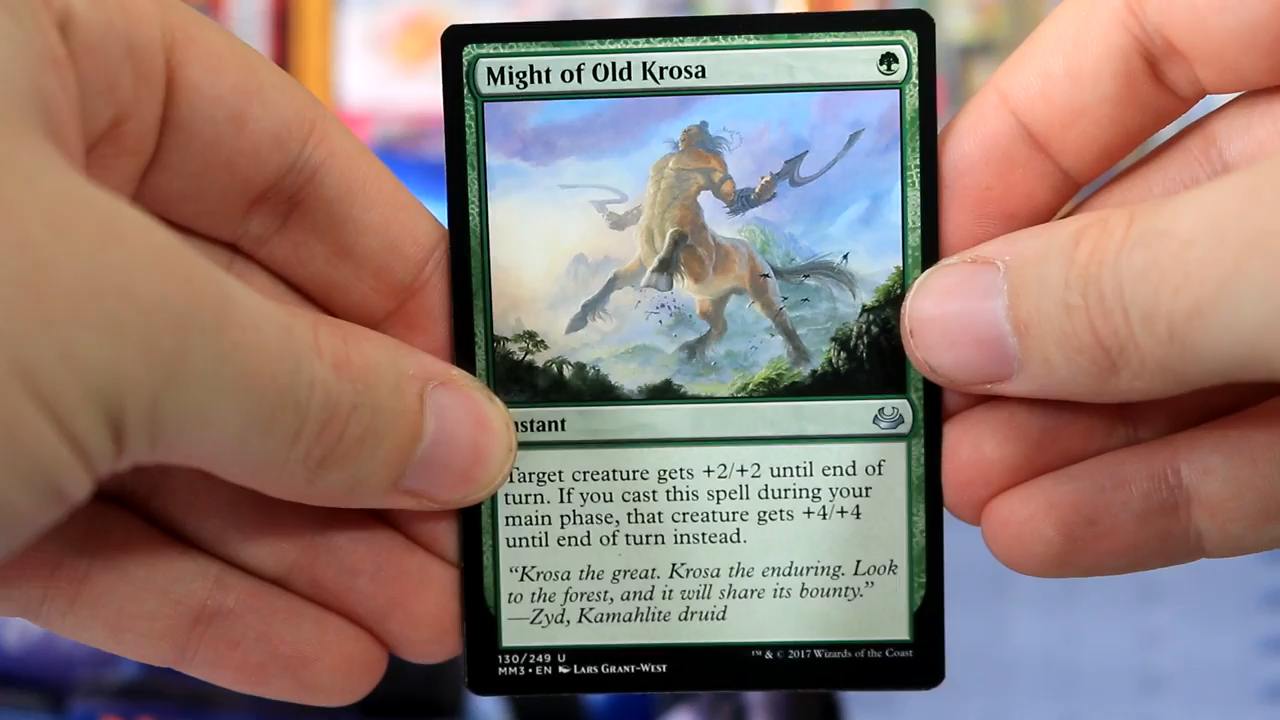 Might of Old Krosa
nstant
Target creature gets +2/+2 until end of
turn. If you cast this spell during your
main phase, that creature gets +4/+4
until end of turn instead.
“Krosa the great. Krosa the enduring. Look
to the forest, and it will share its bounty.”
—Zyd, Kamahlite druid
130/249 U
™ & © 2017 Wizards of the Coast
MM3 • EN Lars Grant-West